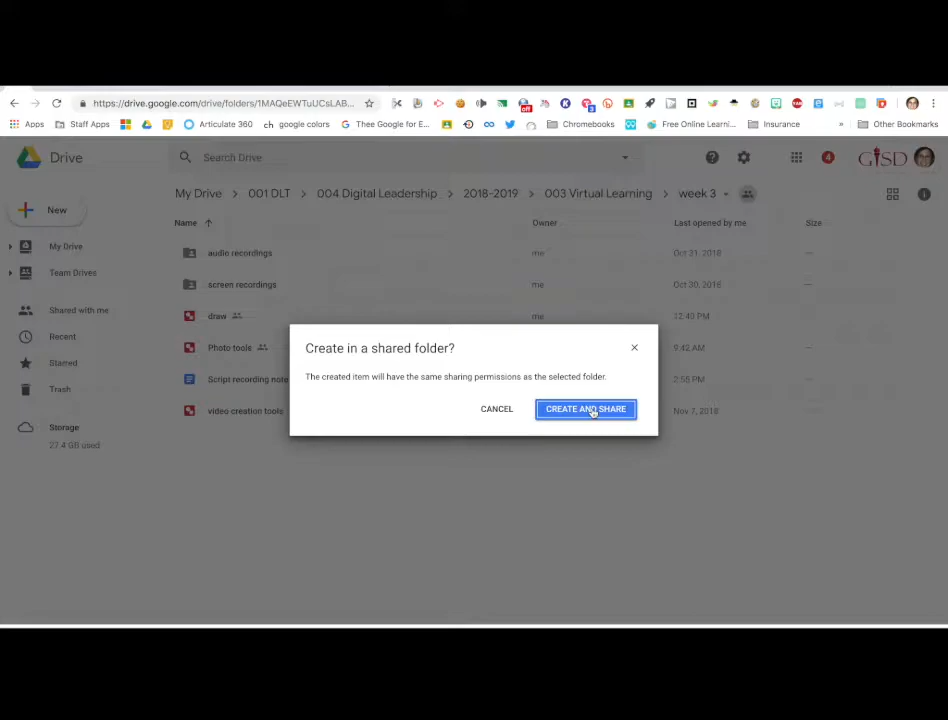 https://drive.google.com/drive/folders/1MAQeEWTuUCsLAB...
off
3
Apps Staff Apps Articulate 360 ch google colors G Thee Google for E... Chromebooks Free Online Learni... Insurance » Other Bookmarks
Drive Search Drive 4 GISD
New My Drive > 001 DLT > 004 Digital Leadership > 2018-2019 > 003 Virtual Learning > week 3
Name Owner Last opened by me Size
My Drive
Team Drives
Shared with me
Recent
Starred
Trash
Storage
27.4 GB used
audio recordings me Oct 31, 2018 —
screen recordings me Oct 30, 2018 —
draw me 12:40 PM —
Photo tools 9:42 AM —
Script recording note 2:55 PM —
video creation tools Nov 7, 2018 —
Create in a shared folder?
The created item will have the same sharing permissions as the selected folder.
CANCEL CREATE AND SHARE